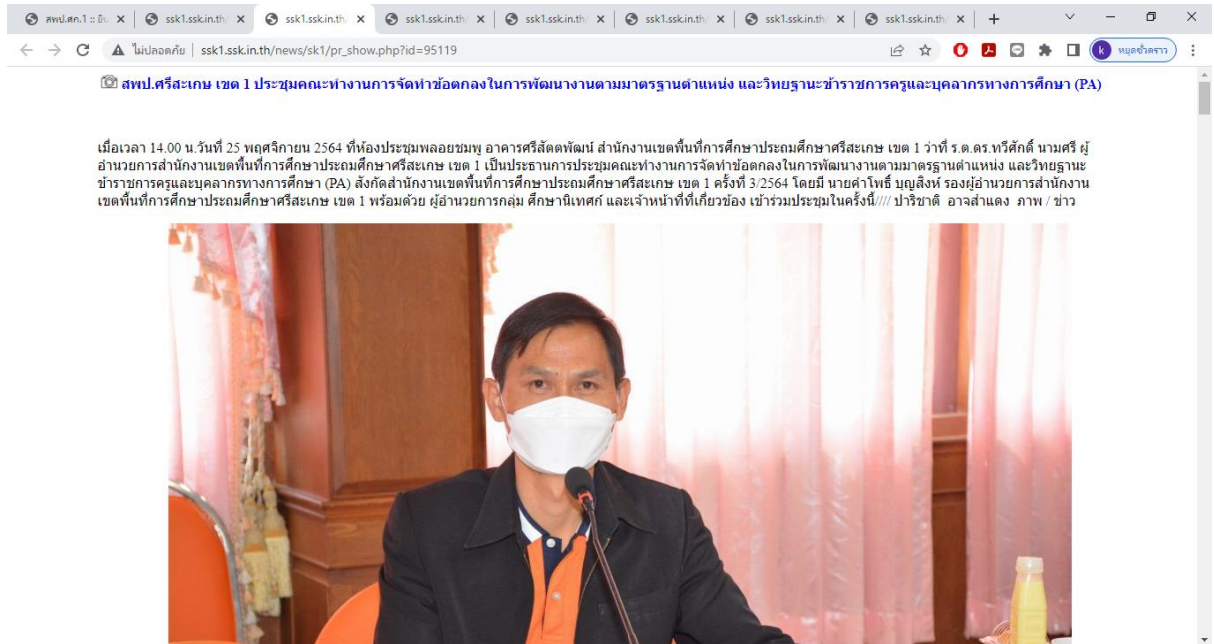 สพป.ศก.1 :: ยิน
ssk1.ssk.in.th/
ssk1.ssk.in.th/
ssk1.ssk.in.th/
ssk1.ssk.in.th/
ssk1.ssk.in.th/
ssk1.ssk.in.th/
ssk1.ssk.in.th/
ไม่ปลอดภัย | ssk1.ssk.in.th/news/sk1/pr_show.php?id=95119
k หยุดชั่วคราว
สพป.ศรีสะเกษ เขต 1 ประชุมคณะทำงานการจัดทำข้อตกลงในการพัฒนางานตามมาตรฐานตำแหน่ง และวิทยฐานะข้าราชการครูและบุคลากรทางการศึกษา (PA)
เมื่อเวลา 14.00 น.วันที่ 25 พฤศจิกายน 2564 ที่ห้องประชุมพลอยชมพู อาคารศรีสัตตพัฒน์ สำนักงานเขตพื้นที่การศึกษาประถมศึกษาศรีสะเกษ เขต 1 ว่าที่ ร.ต.ดร.ทวีศักดิ์ นามศรี ผู้
อำนวยการสำนักงานเขตพื้นที่การศึกษาประถมศึกษาศรีสะเกษ เขต 1 เป็นประธานการประชุมคณะทำงานการจัดทำข้อตกลงในการพัฒนางานตามมาตรฐานตำแหน่ง และวิทยฐานะ
ข้าราชการครูและบุคลากรทางการศึกษา (PA) สังกัดสำนักงานเขตพื้นที่การศึกษาประถมศึกษาศรีสะเกษ เขต 1 ครั้งที่ 3/2564 โดยมี นายคำโพธิ์ บุญสิงห์ รองผู้อำนวยการสำนักงาน
เขตพื้นที่การศึกษาประถมศึกษาศรีสะเกษ เขต 1 พร้อมด้วย ผู้อำนวยการกลุ่ม ศึกษานิเทศก์ และเจ้าหน้าที่ที่เกี่ยวข้อง เข้าร่วมประชุมในครั้งนี้//// ปาริชาติ อาจสำแดง ภาพ / ข่าว